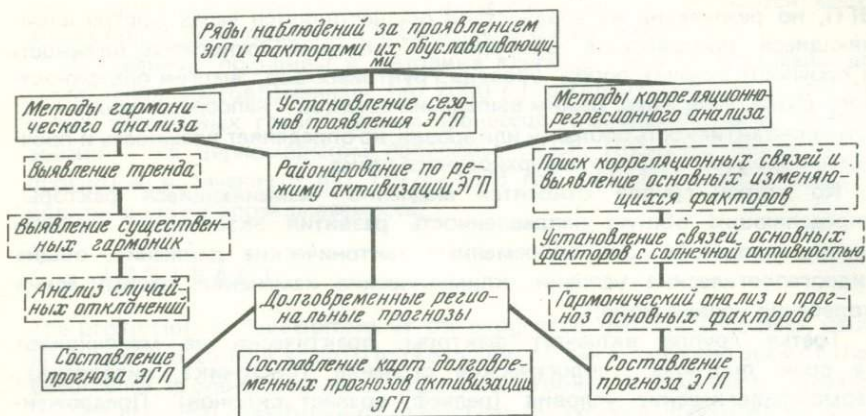 Ряды наблюдений за проявлением
ЭГП и факторами их обуславливающи-
ми
Методы гармони-
ческого анализа
Установление сезо-
нов проявления ЭГП
Методы корреляционно-
регресионного анализа
Выявление тренда
Районирование по ре-
жиму активизации ЭГП
Поиск корреляционных связей и
выявление основных изменяю-
щихся факторов
Выявление существен-
ных гармоник
Установление связей основных
факторов с солнечной активностью
Анализ случай-
ных отклонений
Долговременные регио-
нальные прогнозы
Гармонический анализ и прог-
ноз основных факторов
Составление
прогноза ЭГП
Составление карт долговре-
менных прогнозов активизации
ЭГП
Составление
прогноза ЭГП